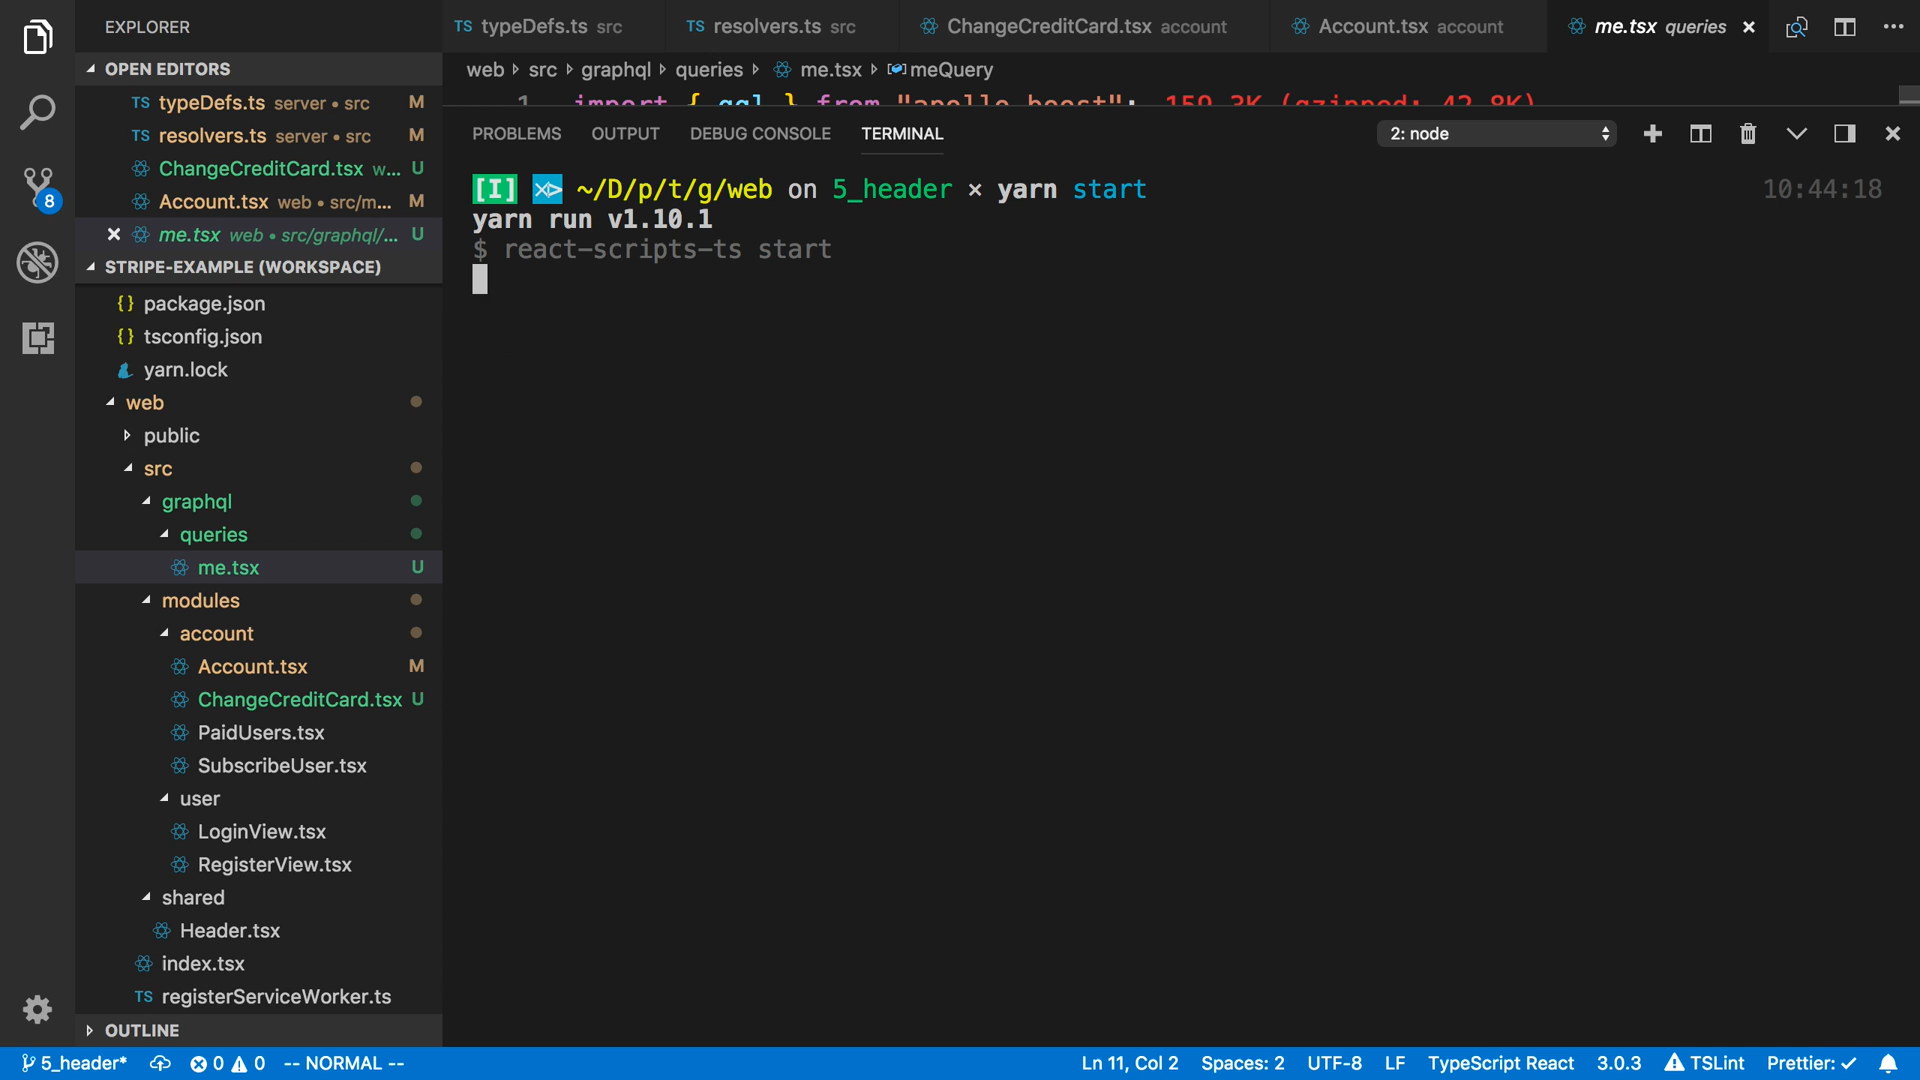 EXPLORER
TS typeDefs.ts src
TS resolvers.ts src
ChangeCreditCard.tsx account
Account.tsx account
me.tsx queries
OPEN EDITORS
web src graphql queries me.tsx meQuery
TS typeDefs.ts server • src M
1 import { gql } from "apollo-boost"; 159.3K (gzipped: 42.8K)
TS resolvers.ts server • src M
PROBLEMS OUTPUT DEBUG CONSOLE TERMINAL 2: node
ChangeCreditCard.tsx w... U
Account.tsx web • src/m... M
me.tsx web • src/graphql/... U
[I] ~/D/p/t/g/web on 5_header × yarn start 10:44:18
yarn run v1.10.1
$ react-scripts-ts start
STRIPE-EXAMPLE (WORKSPACE)
{} package.json
{} tsconfig.json
yarn.lock
web
public
src
graphql
queries
me.tsx U
modules
account
Account.tsx M
ChangeCreditCard.tsx U
PaidUsers.tsx
SubscribeUser.tsx
user
LoginView.tsx
RegisterView.tsx
shared
Header.tsx
index.tsx
TS registerServiceWorker.ts
OUTLINE
8
5_header* 0 0 -- NORMAL -- Ln 11, Col 2 Spaces: 2 UTF-8 LF TypeScript React 3.0.3 TSLint Prettier: ✓